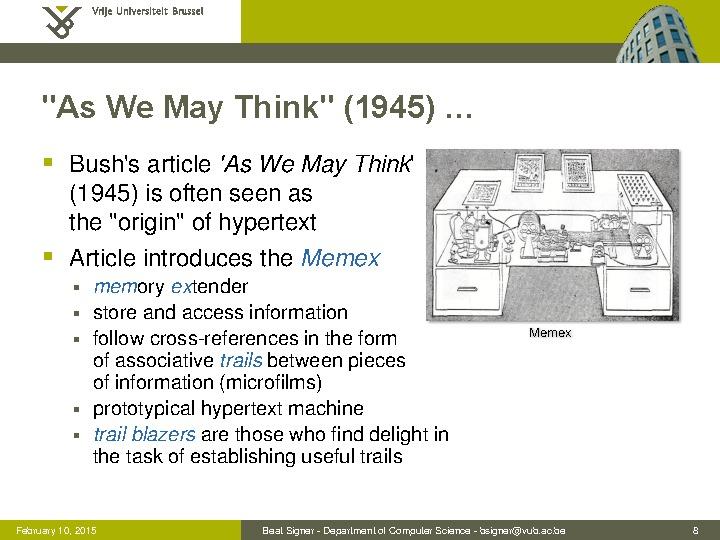 Vrije Universiteit Brussel
"As We May Think" (1945) ...
▪ Bush's article 'As We May Think'
(1945) is often seen as
the "origin" of hypertext
▪ Article introduces the Memex
▪ memory extender
▪ store and access information
▪ follow cross-references in the form
of associative trails between pieces
of information (microfilms)
▪ prototypical hypertext machine
▪ trail blazers are those who find delight in
the task of establishing useful trails
Memex
February 10, 2015
Beat Signer - Department of Computer Science - bsigner@vub.ac.be
8